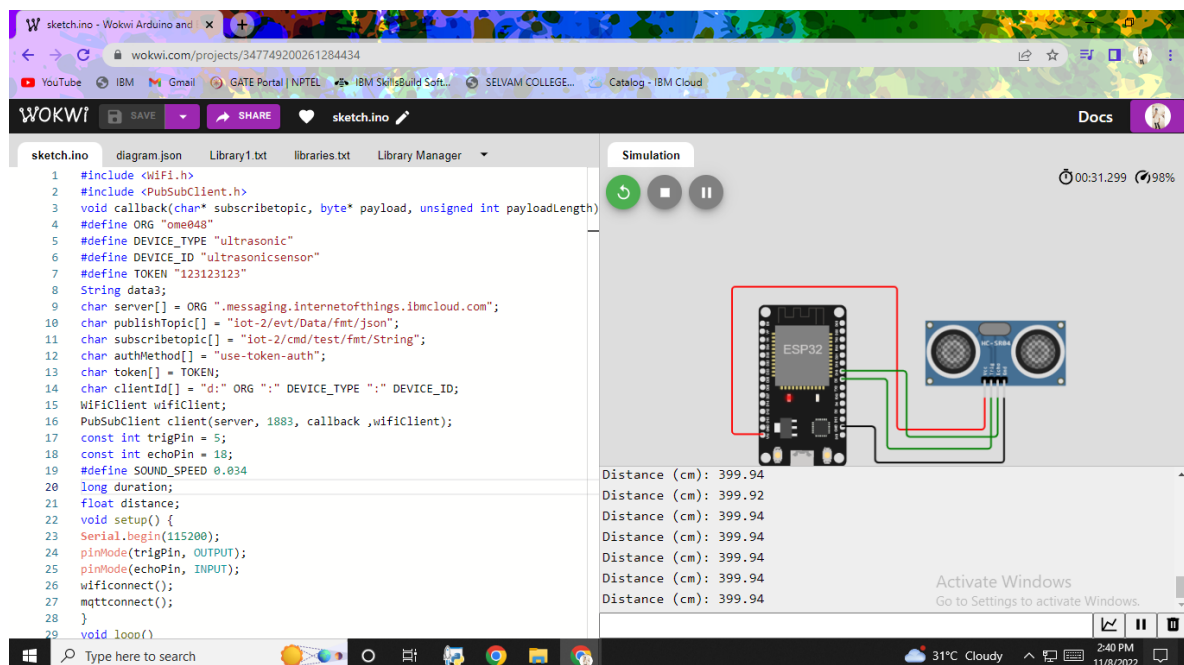 sketch.ino - Wokwi Arduino and
wokwi.com/projects/347749200261284434
YouTube IBM Gmail GATE Portal | NPTEL IBM SkillsBuild Soft... SELVAM COLLEGE... Catalog - IBM Cloud
WOKWi SAVE SHARE sketch.ino Docs
sketch.ino diagram.json Library1.txt libraries.txt Library Manager Simulation
00:31.299 98%
1 #include <WiFi.h>
2 #include <PubSubClient.h>
3 void callback(char* subscribetopic, byte* payload, unsigned int payloadLength)
4 #define ORG "ome048"
5 #define DEVICE_TYPE "ultrasonic"
6 #define DEVICE_ID "ultrasonicsensor"
7 #define TOKEN "123123123"
8 String data3;
9 char server[] = ORG ".messaging.internetofthings.ibmcloud.com";
10 char publishTopic[] = "iot-2/evt/Data/fmt/json";
11 char subscribetopic[] = "iot-2/cmd/test/fmt/String";
12 char authMethod[] = "use-token-auth";
13 char token[] = TOKEN;
14 char clientId[] = "d:" ORG ":" DEVICE_TYPE ":" DEVICE_ID;
15 WiFiClient wifiClient;
16 PubSubClient client(server, 1883, callback ,wifiClient);
17 const int trigPin = 5;
18 const int echoPin = 18;
19 #define SOUND_SPEED 0.034
20 long duration;
21 float distance;
22 void setup() {
23 Serial.begin(115200);
24 pinMode(trigPin, OUTPUT);
25 pinMode(echoPin, INPUT);
26 wificonnect();
27 mqttconnect();
28 }
29 void loop()
ESP32
HC-SR04
Distance (cm): 399.94
Distance (cm): 399.92
Distance (cm): 399.94
Distance (cm): 399.94
Distance (cm): 399.94
Distance (cm): 399.94
Distance (cm): 399.94
Activate Windows
Go to Settings to activate Windows.
Type here to search
31°C Cloudy
2:40 PM
11/8/2022